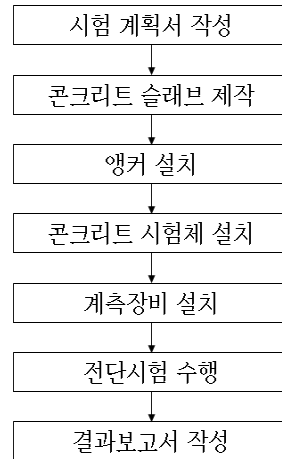 시험 계획서 작성
콘크리트 슬래브 제작
앵커 설치
콘크리트 시험체 설치
계측장비 설치
전단시험 수행
결과보고서 작성